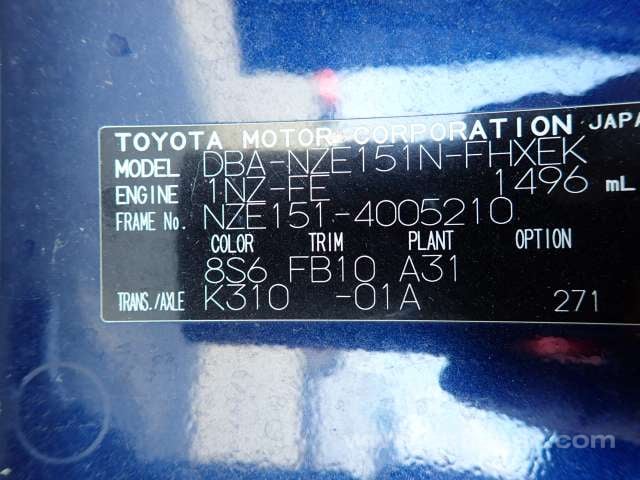 TOYOTA MOTOR CORPORATION JAPA
MODEL DBA-NZE151N-FHXEK
ENGINE 1NZ-FE 1496 mL
FRAME No. NZE151-4005210
COLOR TRIM PLANT OPTION
8S6 FB10 A31
TRANS./AXLE K310 -01A 271